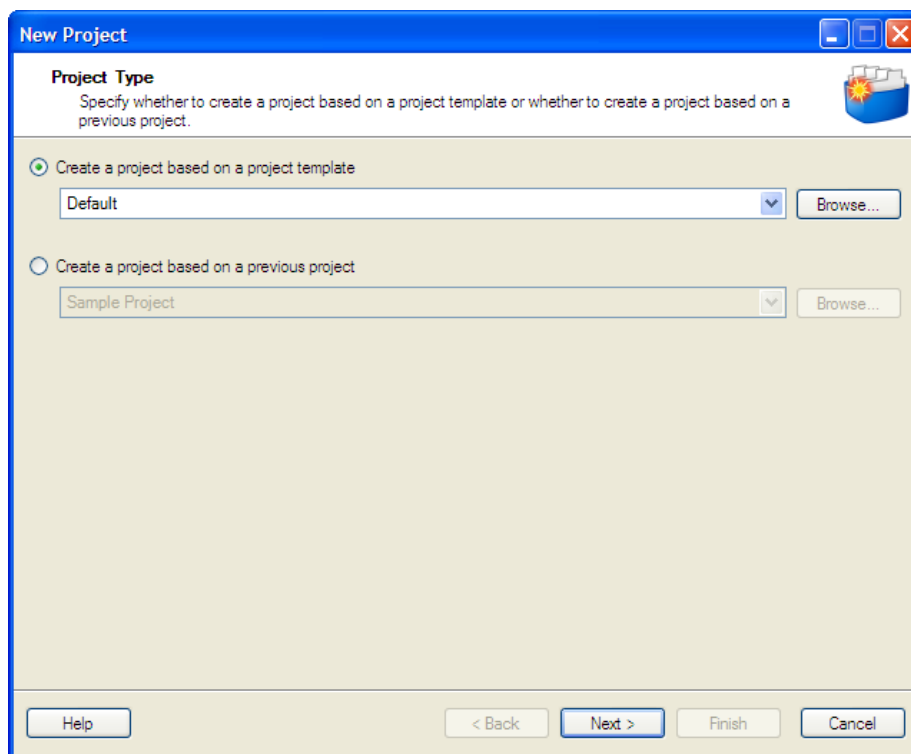 New Project
Project Type
Specify whether to create a project based on a project template or whether to create a project based on a
previous project.
Create a project based on a project template
Default
Browse...
Create a project based on a previous project
Sample Project
Browse...
Help
< Back
Next >
Finish
Cancel